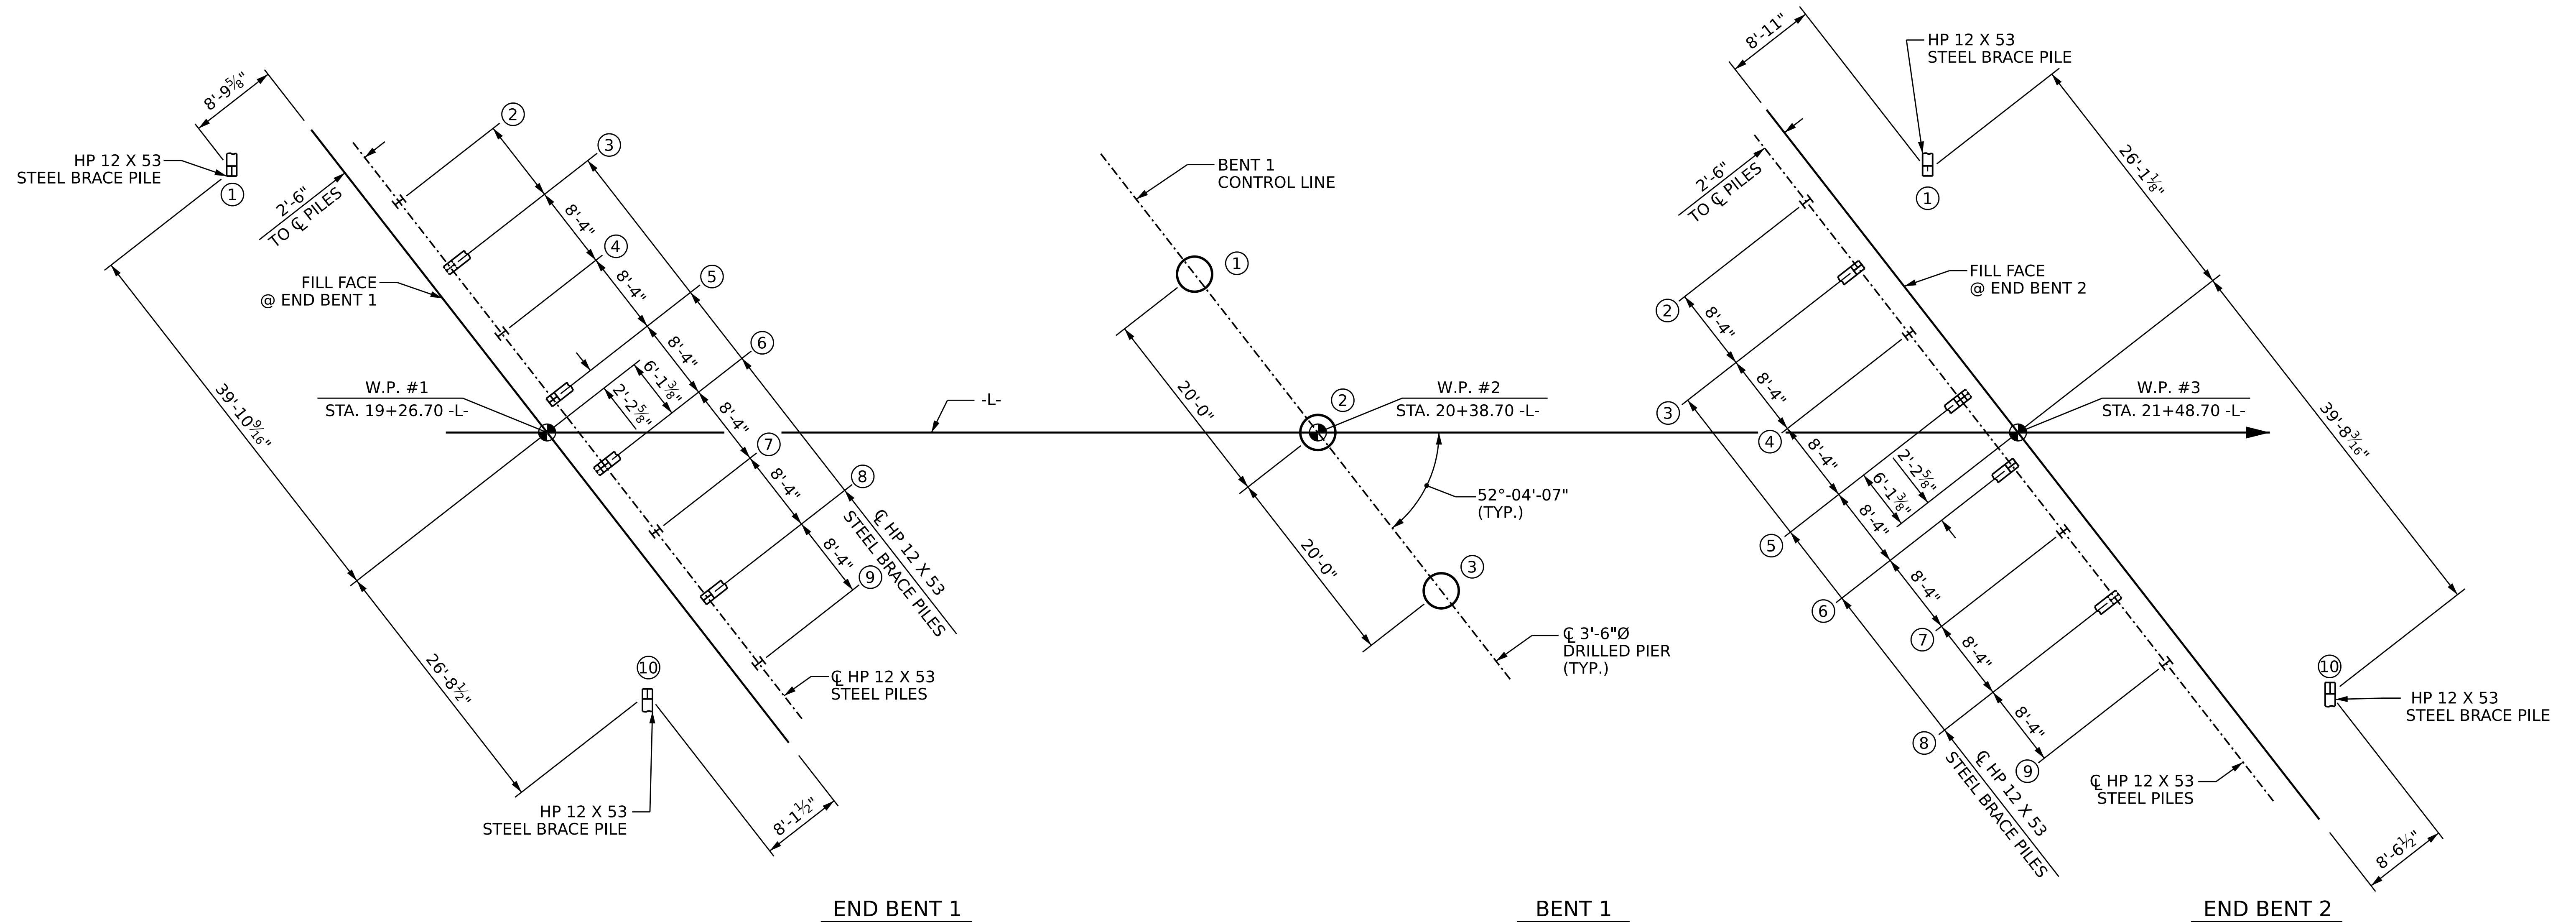 8'-9⅝"
HP 12 X 53
STEEL BRACE PILE
①
2'-6"
TO ℄ PILES
②
③
④
⑤
⑥
⑦
⑧
⑨
8'-4"
8'-4"
8'-4"
8'-4"
8'-4"
8'-4"
FILL FACE
@ END BENT 1
39'-10 9/16"
26'-8½"
W.P. #1
STA. 19+26.70 -L-
2'-2⅝"
6'-1⅜"
℄ HP 12 X 53
STEEL BRACE PILES
℄ HP 12 X 53
STEEL PILES
⑩
HP 12 X 53
STEEL BRACE PILE
8'-1½"
END BENT 1
-L-
BENT 1
CONTROL LINE
①
②
③
20'-0"
20'-0"
W.P. #2
STA. 20+38.70 -L-
52°-04'-07"
(TYP.)
℄ 3'-6"Ø
DRILLED PIER
(TYP.)
BENT 1
8'-11"
HP 12 X 53
STEEL BRACE PILE
①
2'-6"
TO ℄ PILES
26'-1⅛"
39'-8 3/16"
FILL FACE
@ END BENT 2
②
③
④
⑤
⑥
⑦
⑧
⑨
8'-4"
8'-4"
8'-4"
8'-4"
8'-4"
8'-4"
8'-4"
2'-2⅝"
6'-1⅜"
W.P. #3
STA. 21+48.70 -L-
℄ HP 12 X 53
STEEL BRACE PILES
℄ HP 12 X 53
STEEL PILES
⑩
HP 12 X 53
STEEL BRACE PILE
8'-6½"
END BENT 2